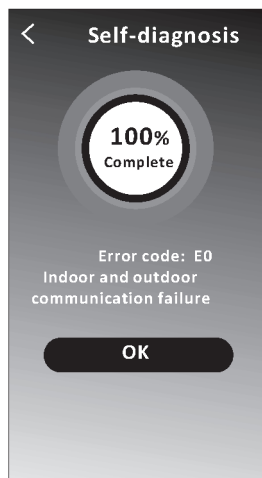 Self-diagnosis
100%
Complete
Error code: E0
Indoor and outdoor
communication failure
OK